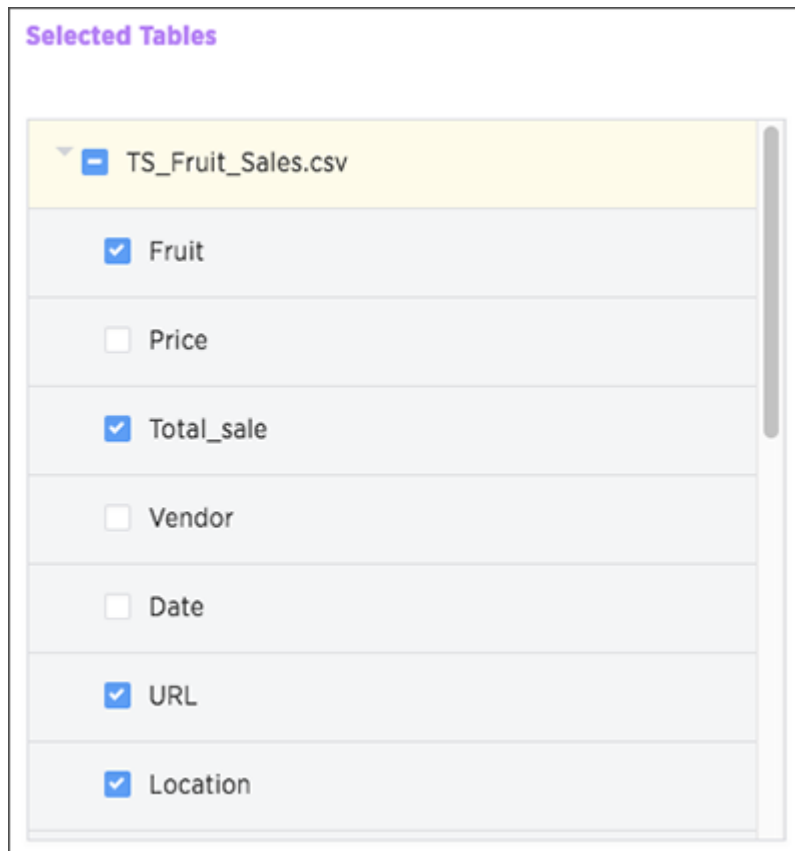 Selected Tables
TS_Fruit_Sales.csv
Fruit
Price
Total_sale
Vendor
Date
URL
Location